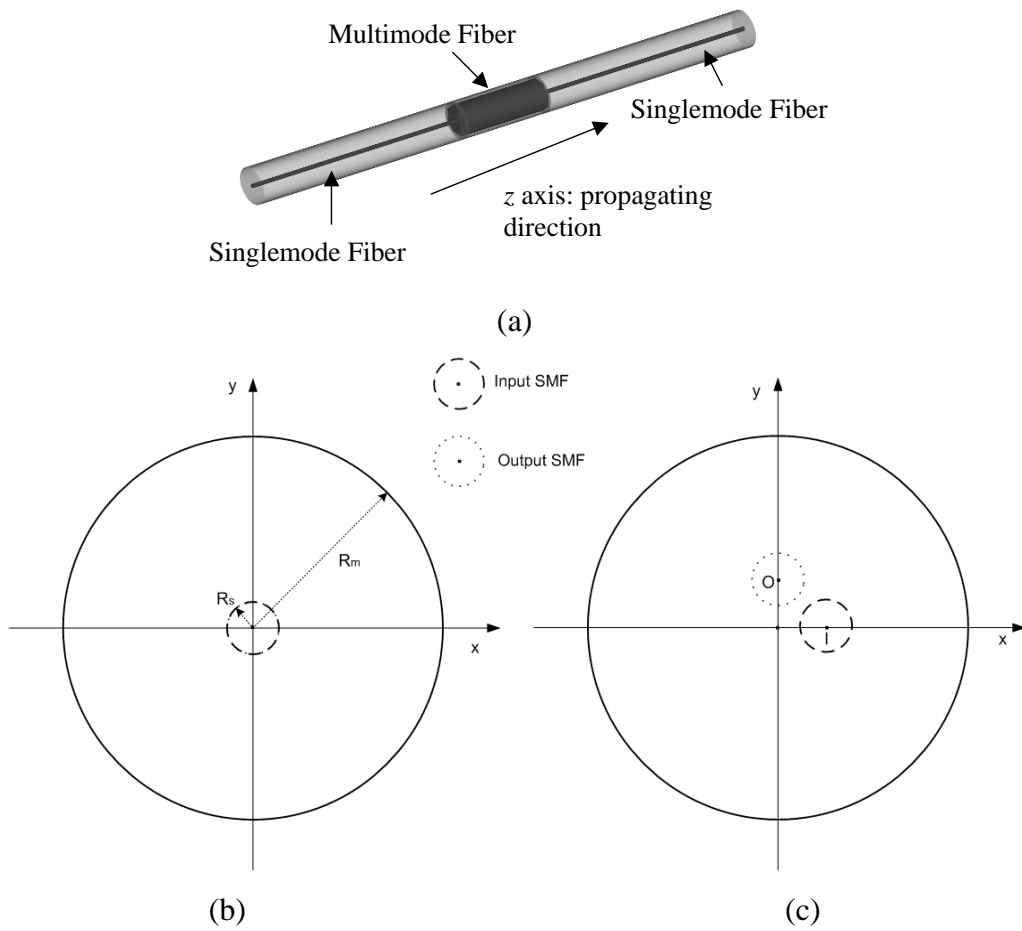 Multimode Fiber
Singlemode Fiber
z axis: propagating
direction
Singlemode Fiber
(a)
y
Input SMF
Output SMF
Rm
Rs
x
(b)
y
O
I
x
(c)